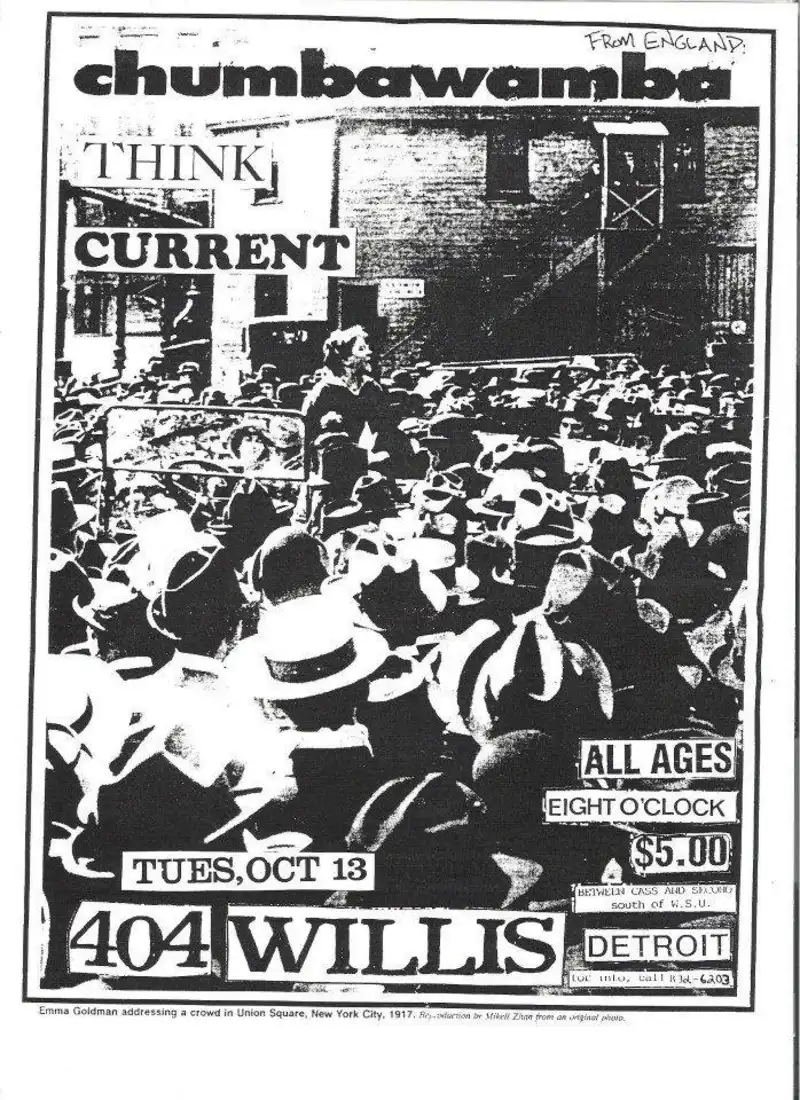 FROM ENGLAND:
chumbawamba
THINK
CURRENT
ALL AGES
EIGHT O'CLOCK
$5.00
TUES, OCT 13
BETWEEN CASS AND SECOND
south of W.S.U.
404 WILLIS
DETROIT
info, call 832-6203
Emma Goldman addressing a crowd in Union Square, New York City, 1917. Reproduction by Mikell Zhan from an original photo.